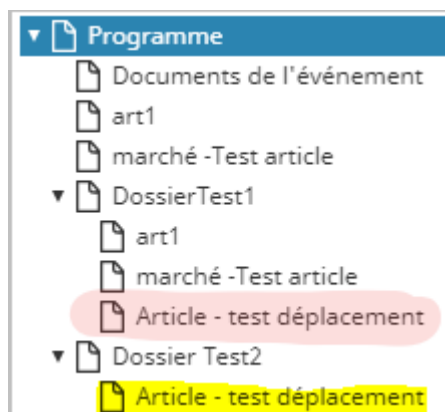 Programme
Documents de l'événement
art1
marché -Test article
DossierTest1
art1
marché -Test article
Article - test déplacement
Dossier Test2
Article - test déplacement